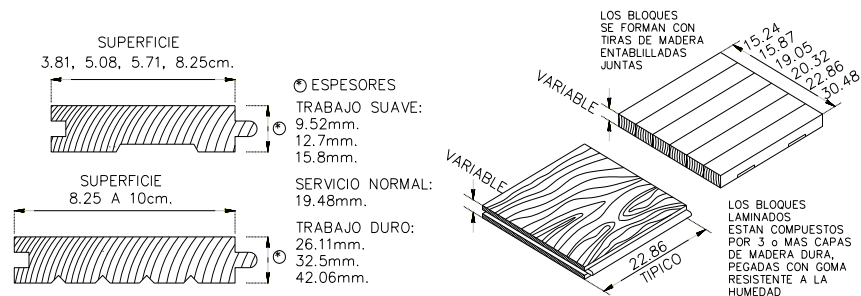 SUPERFICIE
3.81, 5.08, 5.71, 8.25cm.
SUPERFICIE
8.25 A 10cm.
* ESPESORES
TRABAJO SUAVE:
9.52mm.
12.7mm.
15.8mm.
SERVICIO NORMAL:
19.48mm.
TRABAJO DURO:
26.11mm.
32.5mm.
42.06mm.
*
*
LOS BLOQUES
SE FORMAN CON
TIRAS DE MADERA
ENTABLILLADAS
JUNTAS
15.24
15.87
19.05
20.32
22.86
30.48
VARIABLE
VARIABLE
22.86
TIPICO
LOS BLOQUES
LAMINADOS
ESTAN COMPUESTOS
POR 3 o MAS CAPAS
DE MADERA DURA,
PEGADAS CON GOMA
RESISTENTE A LA
HUMEDAD